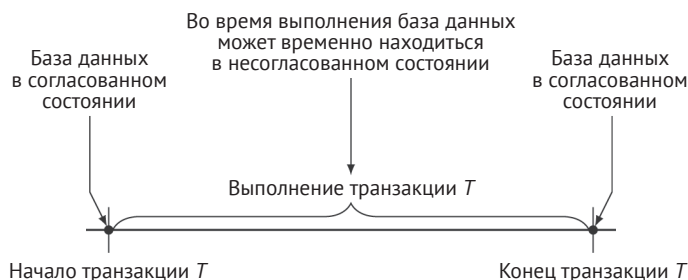 Во время выполнения база данных
может временно находиться
в несогласованном состоянии
База данных
в согласованном
состоянии
База данных
в согласованном
состоянии
Выполнение транзакции T
Начало транзакции T
Конец транзакции T